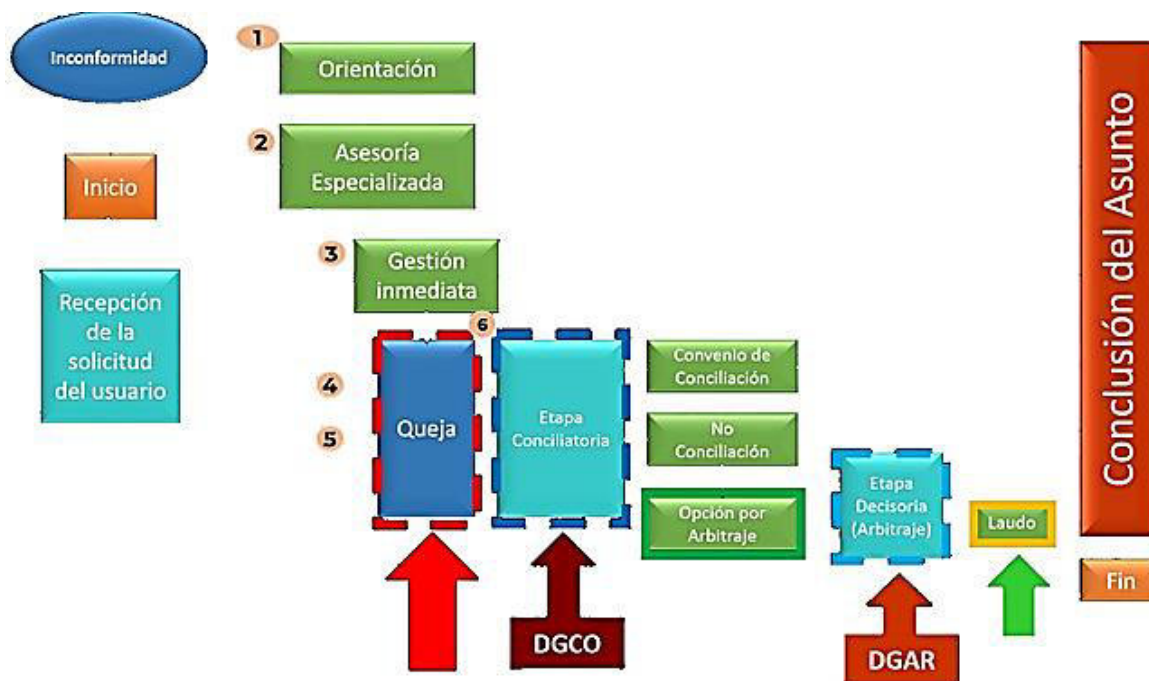 Inconformidad
Inicio
Recepción
de la
solicitud
del usuario
1
Orientación
2
Asesoría
Especializada
3
Gestión
inmediata
4
5
Queja
6
Etapa
Conciliatoria
DGCO
Convenio de
Conciliación
No
Conciliación
Opción por
Arbitraje
Etapa
Decisoria
(Arbitraje)
DGAR
Laudo
Conclusión del Asunto
Fin